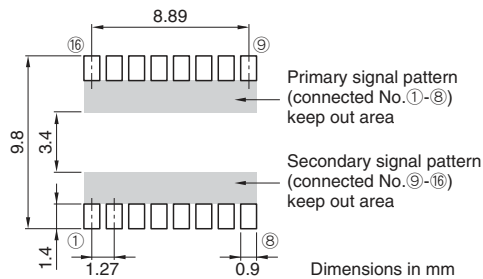 8.89
⑯ ⑨
Primary signal pattern
(connected No.①-⑧)
keep out area
9.8
3.4
Secondary signal pattern
(connected No.⑨-⑯)
keep out area
① ⑧
1.4
1.27 0.9 Dimensions in mm